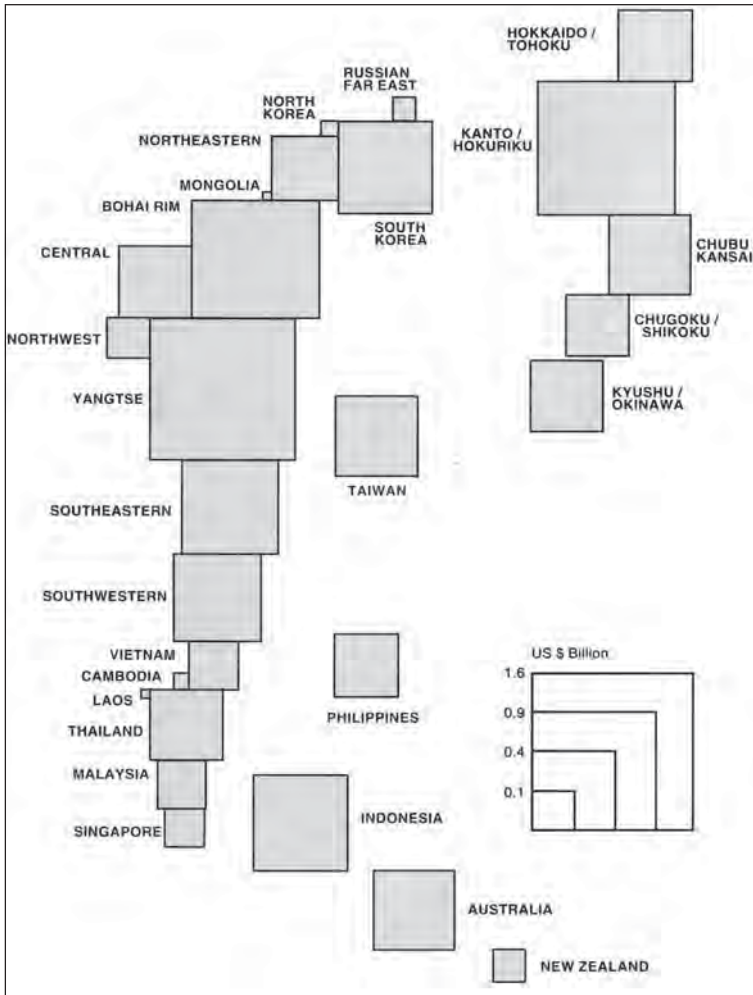 HOKKAIDO /
TOHOKU
RUSSIAN
FAR EAST
NORTH
KOREA
KANTO /
HOKURIKU
NORTHEASTERN
MONGOLIA
BOHAI RIM
SOUTH
KOREA
CENTRAL
CHUBU
KANSAI
NORTHWEST
CHUGOKU /
SHIKOKU
YANGTSE
KYUSHU /
OKINAWA
TAIWAN
SOUTHEASTERN
SOUTHWESTERN
VIETNAM
CAMBODIA
LAOS
THAILAND
PHILIPPINES
US $ Billion
1.6
0.9
0.4
0.1
MALAYSIA
SINGAPORE
INDONESIA
AUSTRALIA
NEW ZEALAND